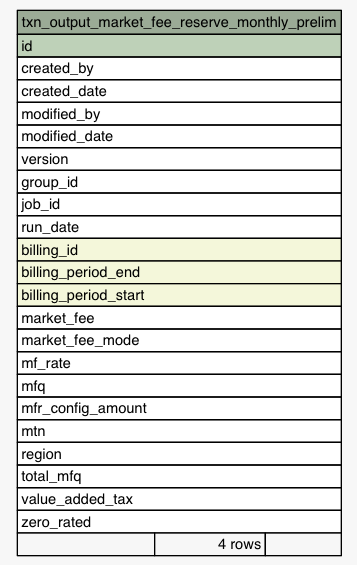 txn_output_market_fee_reserve_monthly_prelim
id
created_by
created_date
modified_by
modified_date
version
group_id
job_id
run_date
billing_id
billing_period_end
billing_period_start
market_fee
market_fee_mode
mf_rate
mfq
mfr_config_amount
mtn
region
total_mfq
value_added_tax
zero_rated
4 rows